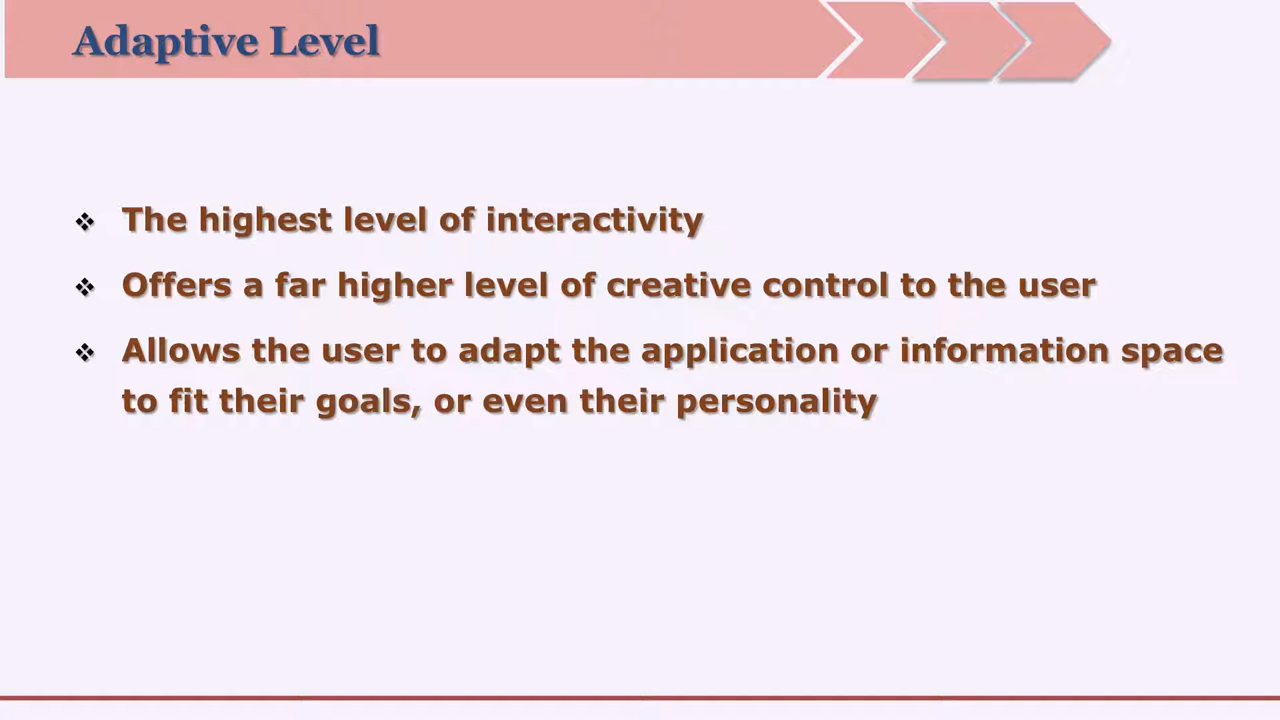 Adaptive Level
❖ The highest level of interactivity
❖ Offers a far higher level of creative control to the user
❖ Allows the user to adapt the application or information space
to fit their goals, or even their personality